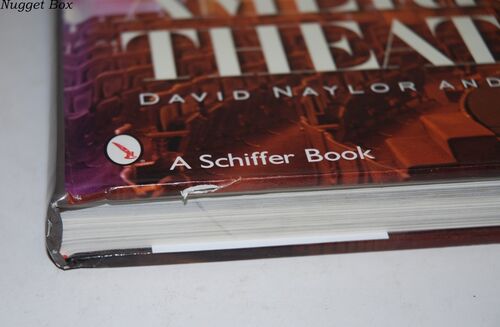 Nugget Box
THEAT
DAVID NAYLOR AND
A Schiffer Book